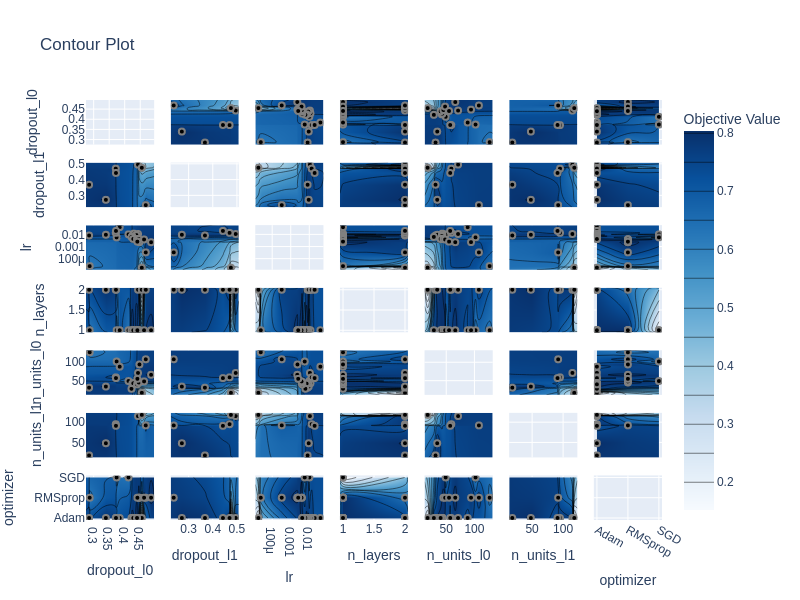 Contour Plot
Objective Value
dropout_l0
0.45
0.4
0.35
0.3
dropout_l1
0.5
0.4
0.3
lr
0.01
0.001
100μ
n_layers
2
1.5
1
n_units_l0
100
50
n_units_l1
100
50
optimizer
SGD
RMSprop
Adam
0.3
0.35
0.4
0.45
dropout_l0
0.3 0.4 0.5
dropout_l1
100μ
0.001
0.01
lr
1 1.5 2
n_layers
50 100
n_units_l0
50 100
n_units_l1
Adam
RMSprop
SGD
optimizer
0.8
0.7
0.6
0.5
0.4
0.3
0.2